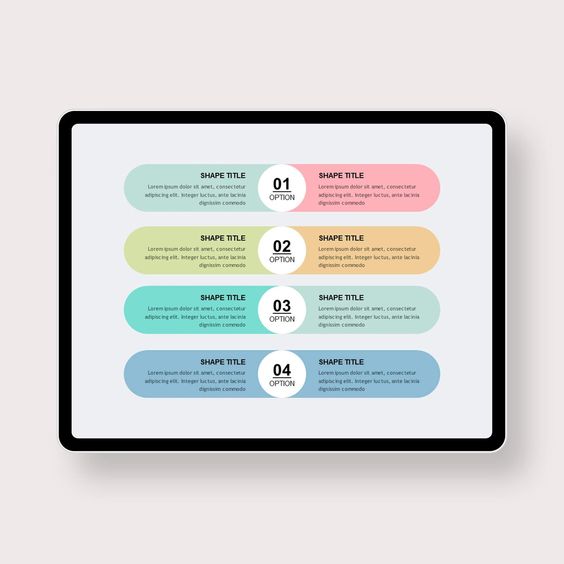 SHAPE TITLE
Lorem ipsum dolor sit amet, consectetur
adipiscing elit. Integer luctus, ante lacinia
dignissim commodo
01
OPTION
SHAPE TITLE
Lorem ipsum dolor sit amet, consectetur
adipiscing elit. Integer luctus, ante lacinia
dignissim commodo
SHAPE TITLE
Lorem ipsum dolor sit amet, consectetur
adipiscing elit. Integer luctus, ante lacinia
dignissim commodo
02
OPTION
SHAPE TITLE
Lorem ipsum dolor sit amet, consectetur
adipiscing elit. Integer luctus, ante lacinia
dignissim commodo
SHAPE TITLE
Lorem ipsum dolor sit amet, consectetur
adipiscing elit. Integer luctus, ante lacinia
dignissim commodo
03
OPTION
SHAPE TITLE
Lorem ipsum dolor sit amet, consectetur
adipiscing elit. Integer luctus, ante lacinia
dignissim commodo
SHAPE TITLE
Lorem ipsum dolor sit amet, consectetur
adipiscing elit. Integer luctus, ante lacinia
dignissim commodo
04
OPTION
SHAPE TITLE
Lorem ipsum dolor sit amet, consectetur
adipiscing elit. Integer luctus, ante lacinia
dignissim commodo